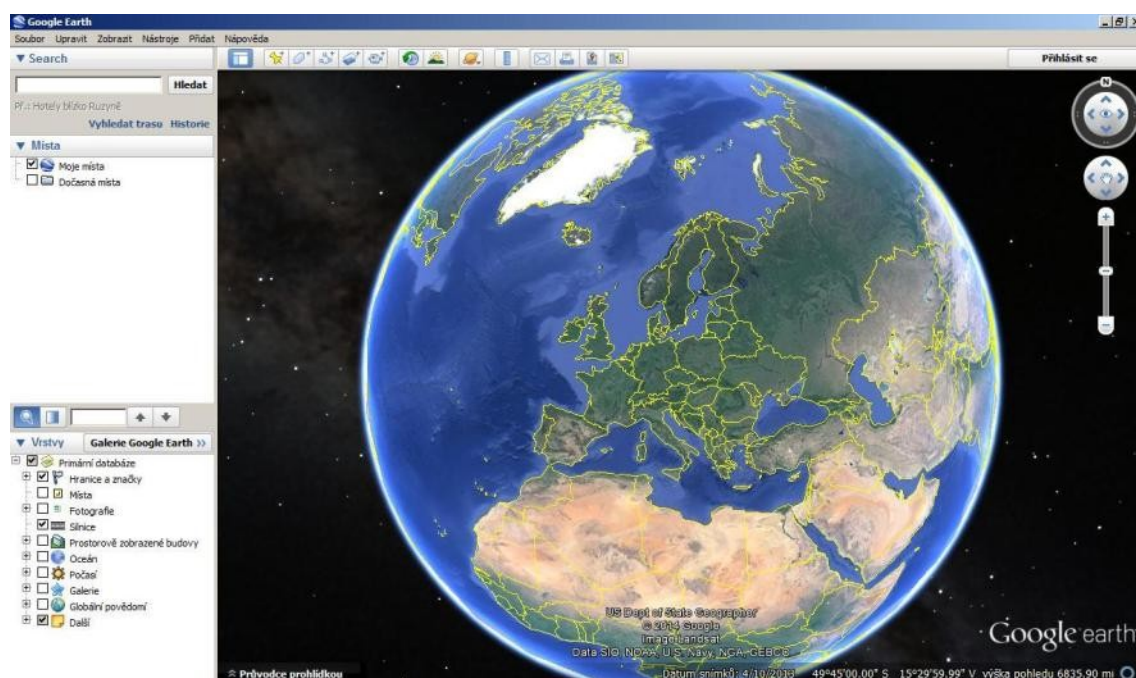 Google Earth
Soubor Upravit Zobrazit Nástroje Přidat Nápověda
Search
Přihlásit se
Hledat
Př.: Hotely blízko Ruzyně
Vyhledat trasu Historie
Místa
Moje místa
Dočasná místa
N
Vrstvy
Galerie Google Earth >>
Primární databáze
Hranice a značky
Místa
Fotografie
Silnice
Prostorově zobrazené budovy
Oceán
Počasí
Galerie
Globální povědomí
Další
US Dept of State Geographer
© 2014 Google
Image Landsat
Data SIO, NOAA, U.S. Navy, NGA, GEBCO
Google earth
Průvodce prohlídkou
Datum snímků: 4/10/2013 49°45'00.00" S 15°29'59.99" V výška pohledu 6835.90 mi